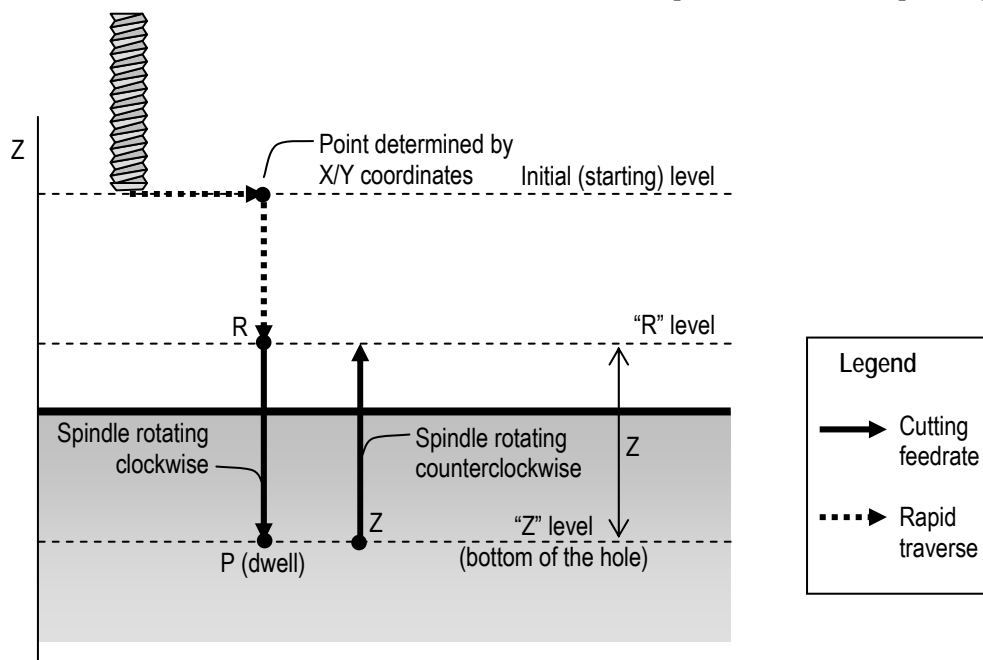 Z
Point determined by
X/Y coordinates
Initial (starting) level
R
“R” level
Spindle rotating
clockwise
Spindle rotating
counterclockwise
Z
Z
“Z” level
(bottom of the hole)
P (dwell)
Legend
Cutting
feedrate
Rapid
traverse